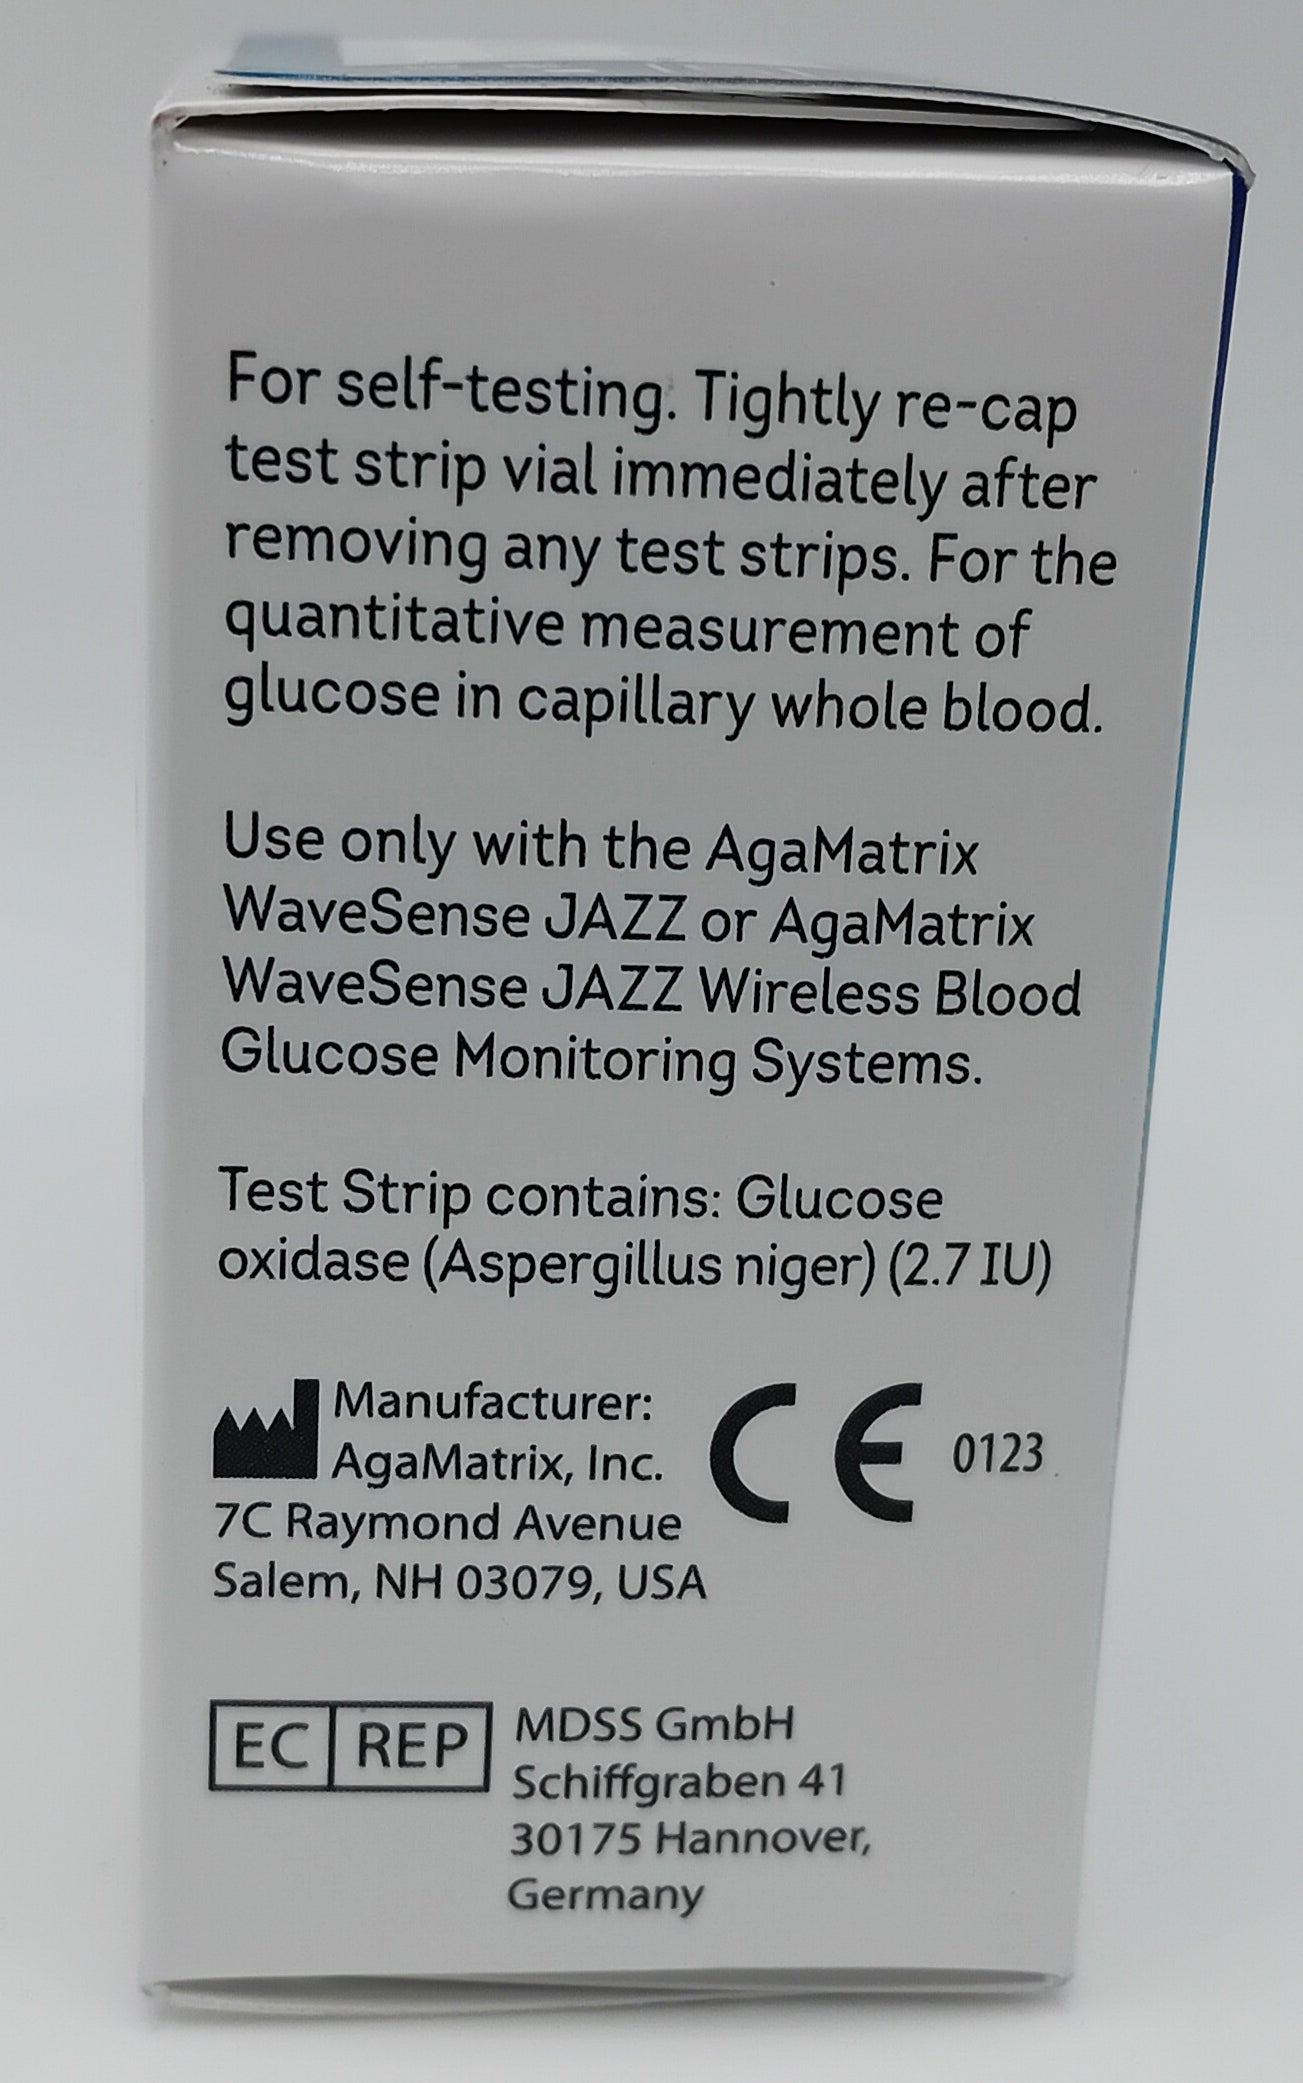 For self-testing. Tightly re-cap
test strip vial immediately after
removing any test strips. For the
quantitative measurement of
glucose in capillary whole blood.
Use only with the AgaMatrix
WaveSense JAZZ or AgaMatrix
WaveSense JAZZ Wireless Blood
Glucose Monitoring Systems.
Test Strip contains: Glucose
oxidase (Aspergillus niger) (2.7 IU)
Manufacturer:
AgaMatrix, Inc.
7C Raymond Avenue
Salem, NH 03079, USA
CE 0123
EC REP
MDSS GmbH
Schiffgraben 41
30175 Hannover,
Germany